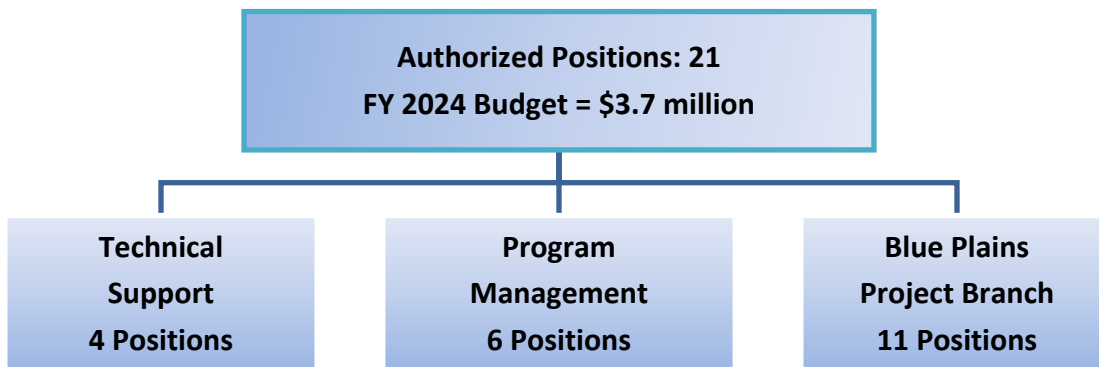 Authorized Positions: 21
FY 2024 Budget = $3.7 million
Technical
Support
4 Positions
Program
Management
6 Positions
Blue Plains
Project Branch
11 Positions